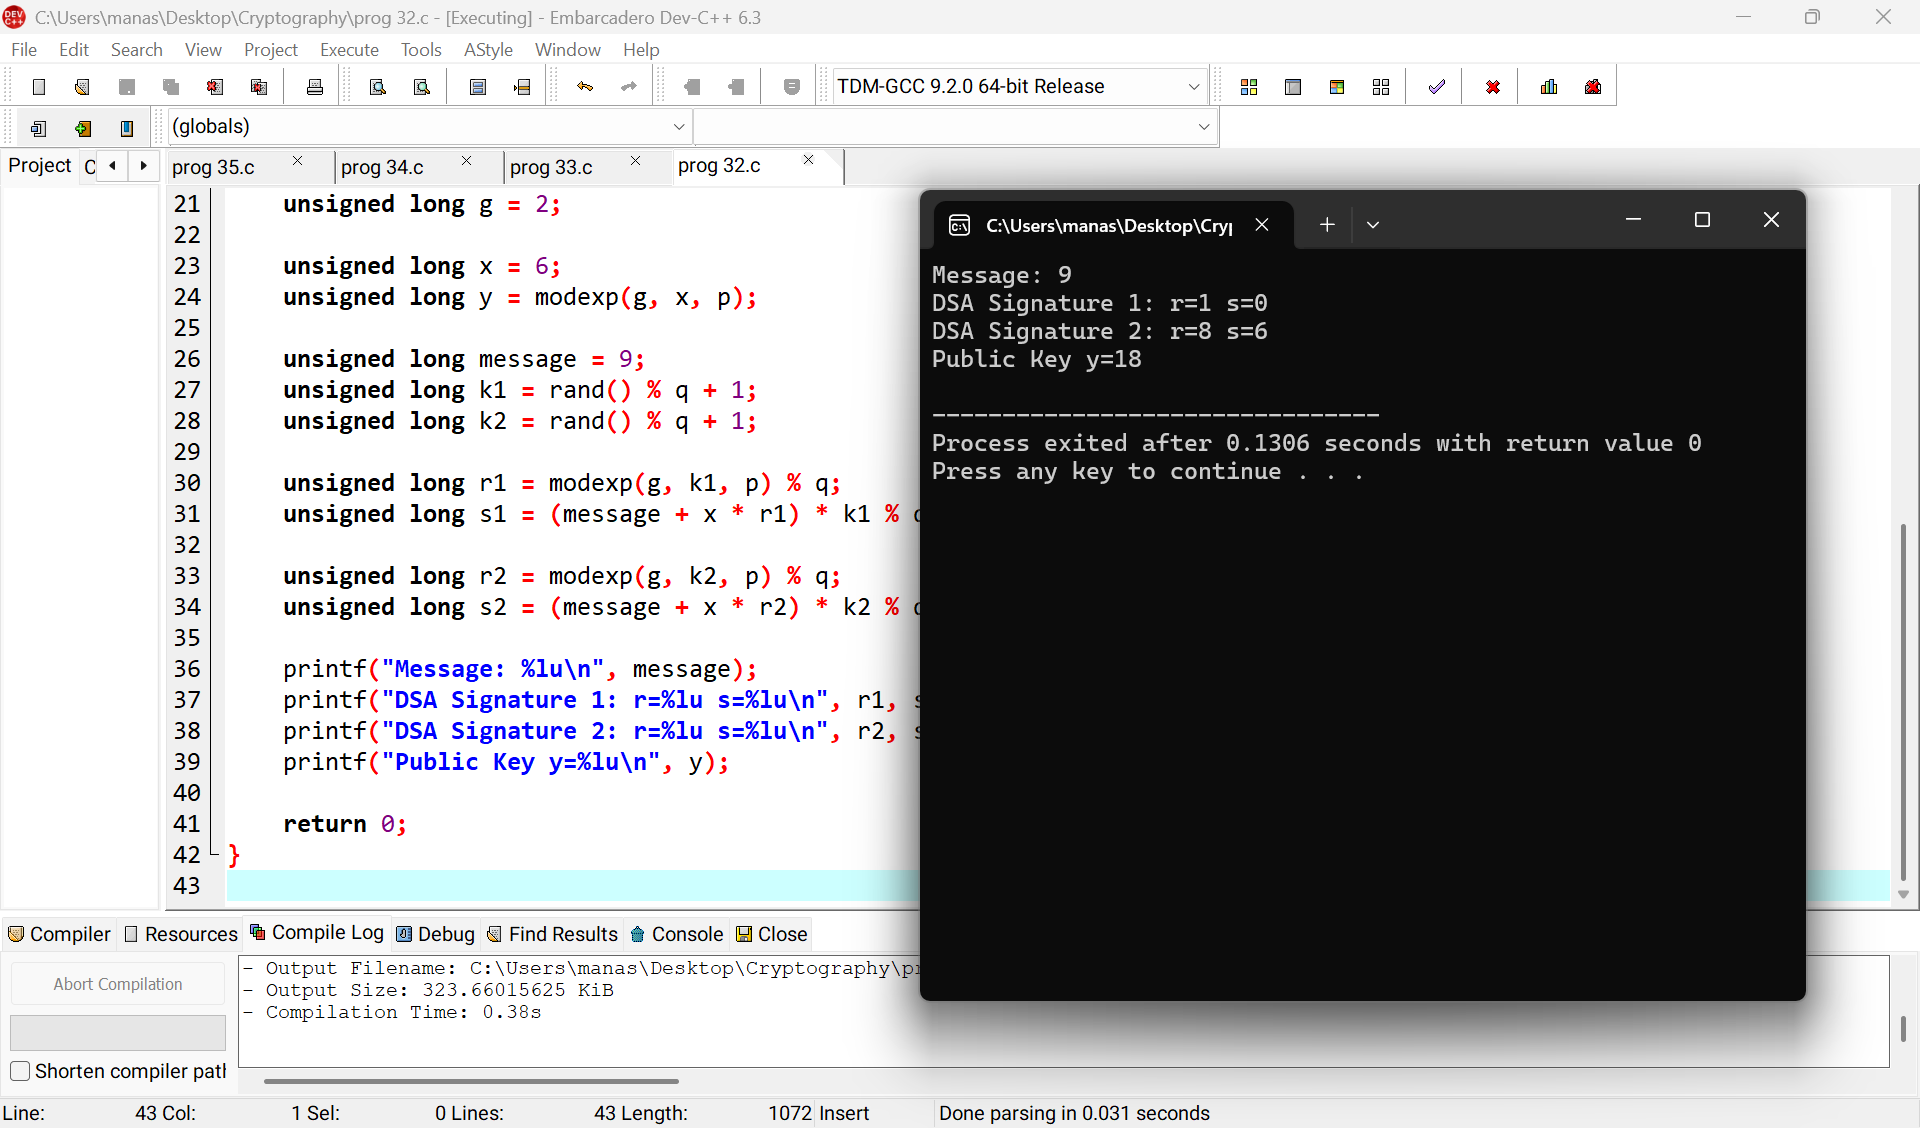 C:\Users\manas\Desktop\Cryptography\prog 32.c - [Executing] - Embarcadero Dev-C++ 6.3
File Edit Search View Project Execute Tools AStyle Window Help
TDM-GCC 9.2.0 64-bit Release
(globals)
Project C prog 35.c prog 34.c prog 33.c prog 32.c
21 unsigned long g = 2;
22
23 unsigned long x = 6;
24 unsigned long y = modexp(g, x, p);
25
26 unsigned long message = 9;
27 unsigned long k1 = rand() % q + 1;
28 unsigned long k2 = rand() % q + 1;
29
30 unsigned long r1 = modexp(g, k1, p) % q;
31 unsigned long s1 = (message + x * r1) * k1 %
32
33 unsigned long r2 = modexp(g, k2, p) % q;
34 unsigned long s2 = (message + x * r2) * k2 %
35
36 printf("Message: %lu\n", message);
37 printf("DSA Signature 1: r=%lu s=%lu\n", r1,
38 printf("DSA Signature 2: r=%lu s=%lu\n", r2,
39 printf("Public Key y=%lu\n", y);
40
41 return 0;
42 }
43
C:\Users\manas\Desktop\Cry
Message: 9
DSA Signature 1: r=1 s=0
DSA Signature 2: r=8 s=6
Public Key y=18
--------------------------------
Process exited after 0.1306 seconds with return value 0
Press any key to continue . . .
Compiler Resources Compile Log Debug Find Results Console Close
Abort Compilation
Shorten compiler pat
- Output Filename: C:\Users\manas\Desktop\Cryptography\p
- Output Size: 323.66015625 KiB
- Compilation Time: 0.38s
Line: 43 Col: 1 Sel: 0 Lines: 43 Length: 1072 Insert Done parsing in 0.031 seconds